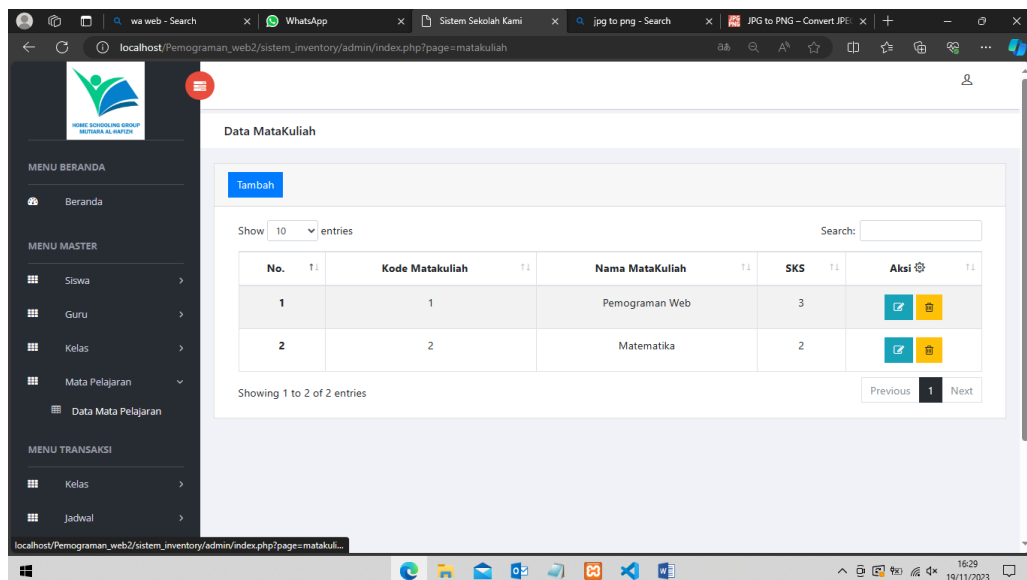 wa web - Search
WhatsApp
Sistem Sekolah Kami
jpg to png - Search
JPG to PNG – Convert JPE
localhost/Pemograman_web2/sistem_inventory/admin/index.php?page=matakuliah
HOME SCHOOLING GROUP
MUTIARA AL-HAFIZH
Data MataKuliah
MENU BERANDA
Beranda
MENU MASTER
Siswa
Guru
Kelas
Mata Pelajaran
Data Mata Pelajaran
MENU TRANSAKSI
Kelas
Jadwal
Tambah
Show 10 entries
Search:
No. Kode Matakuliah Nama MataKuliah SKS Aksi
1 1 Pemograman Web 3
2 2 Matematika 2
Showing 1 to 2 of 2 entries
Previous 1 Next
localhost/Pemograman_web2/sistem_inventory/admin/index.php?page=matakuli...
16:29
19/11/2023